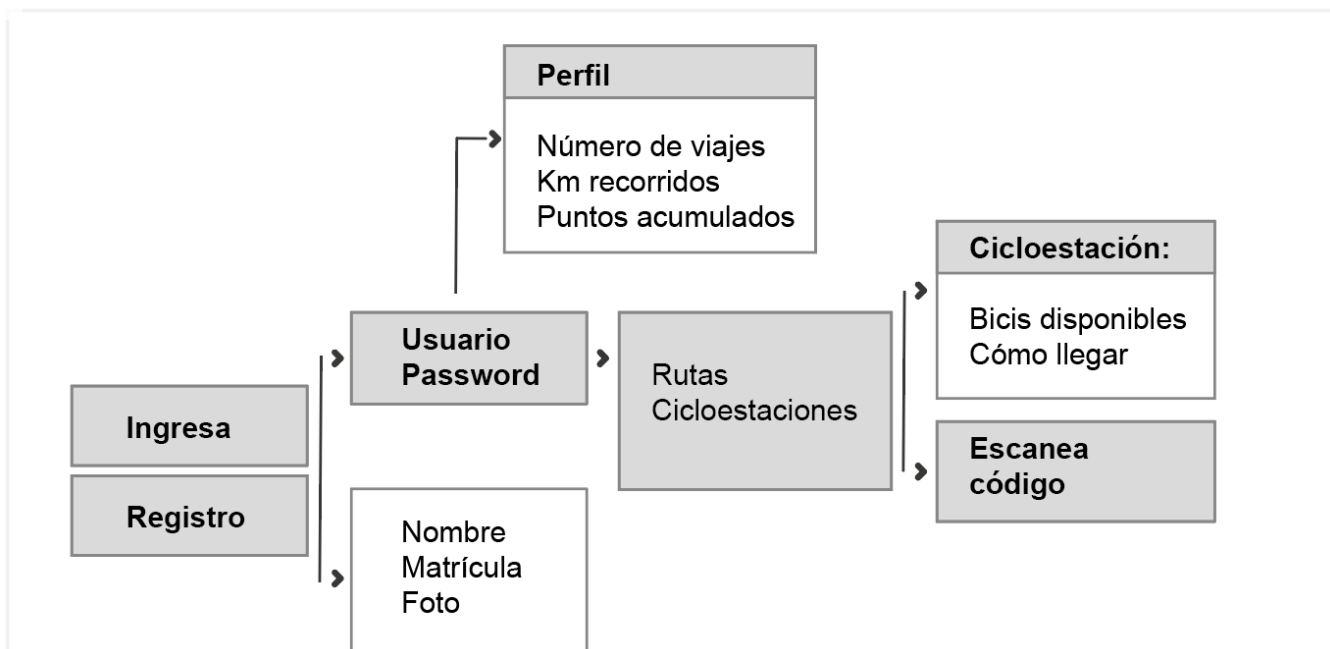 Perfil
Número de viajes
Km recorridos
Puntos acumulados
Cicloestación:
Bicis disponibles
Cómo llegar
Usuario
Password
Rutas
Cicloestaciones
Ingresa
Registro
Escanea
código
Nombre
Matrícula
Foto